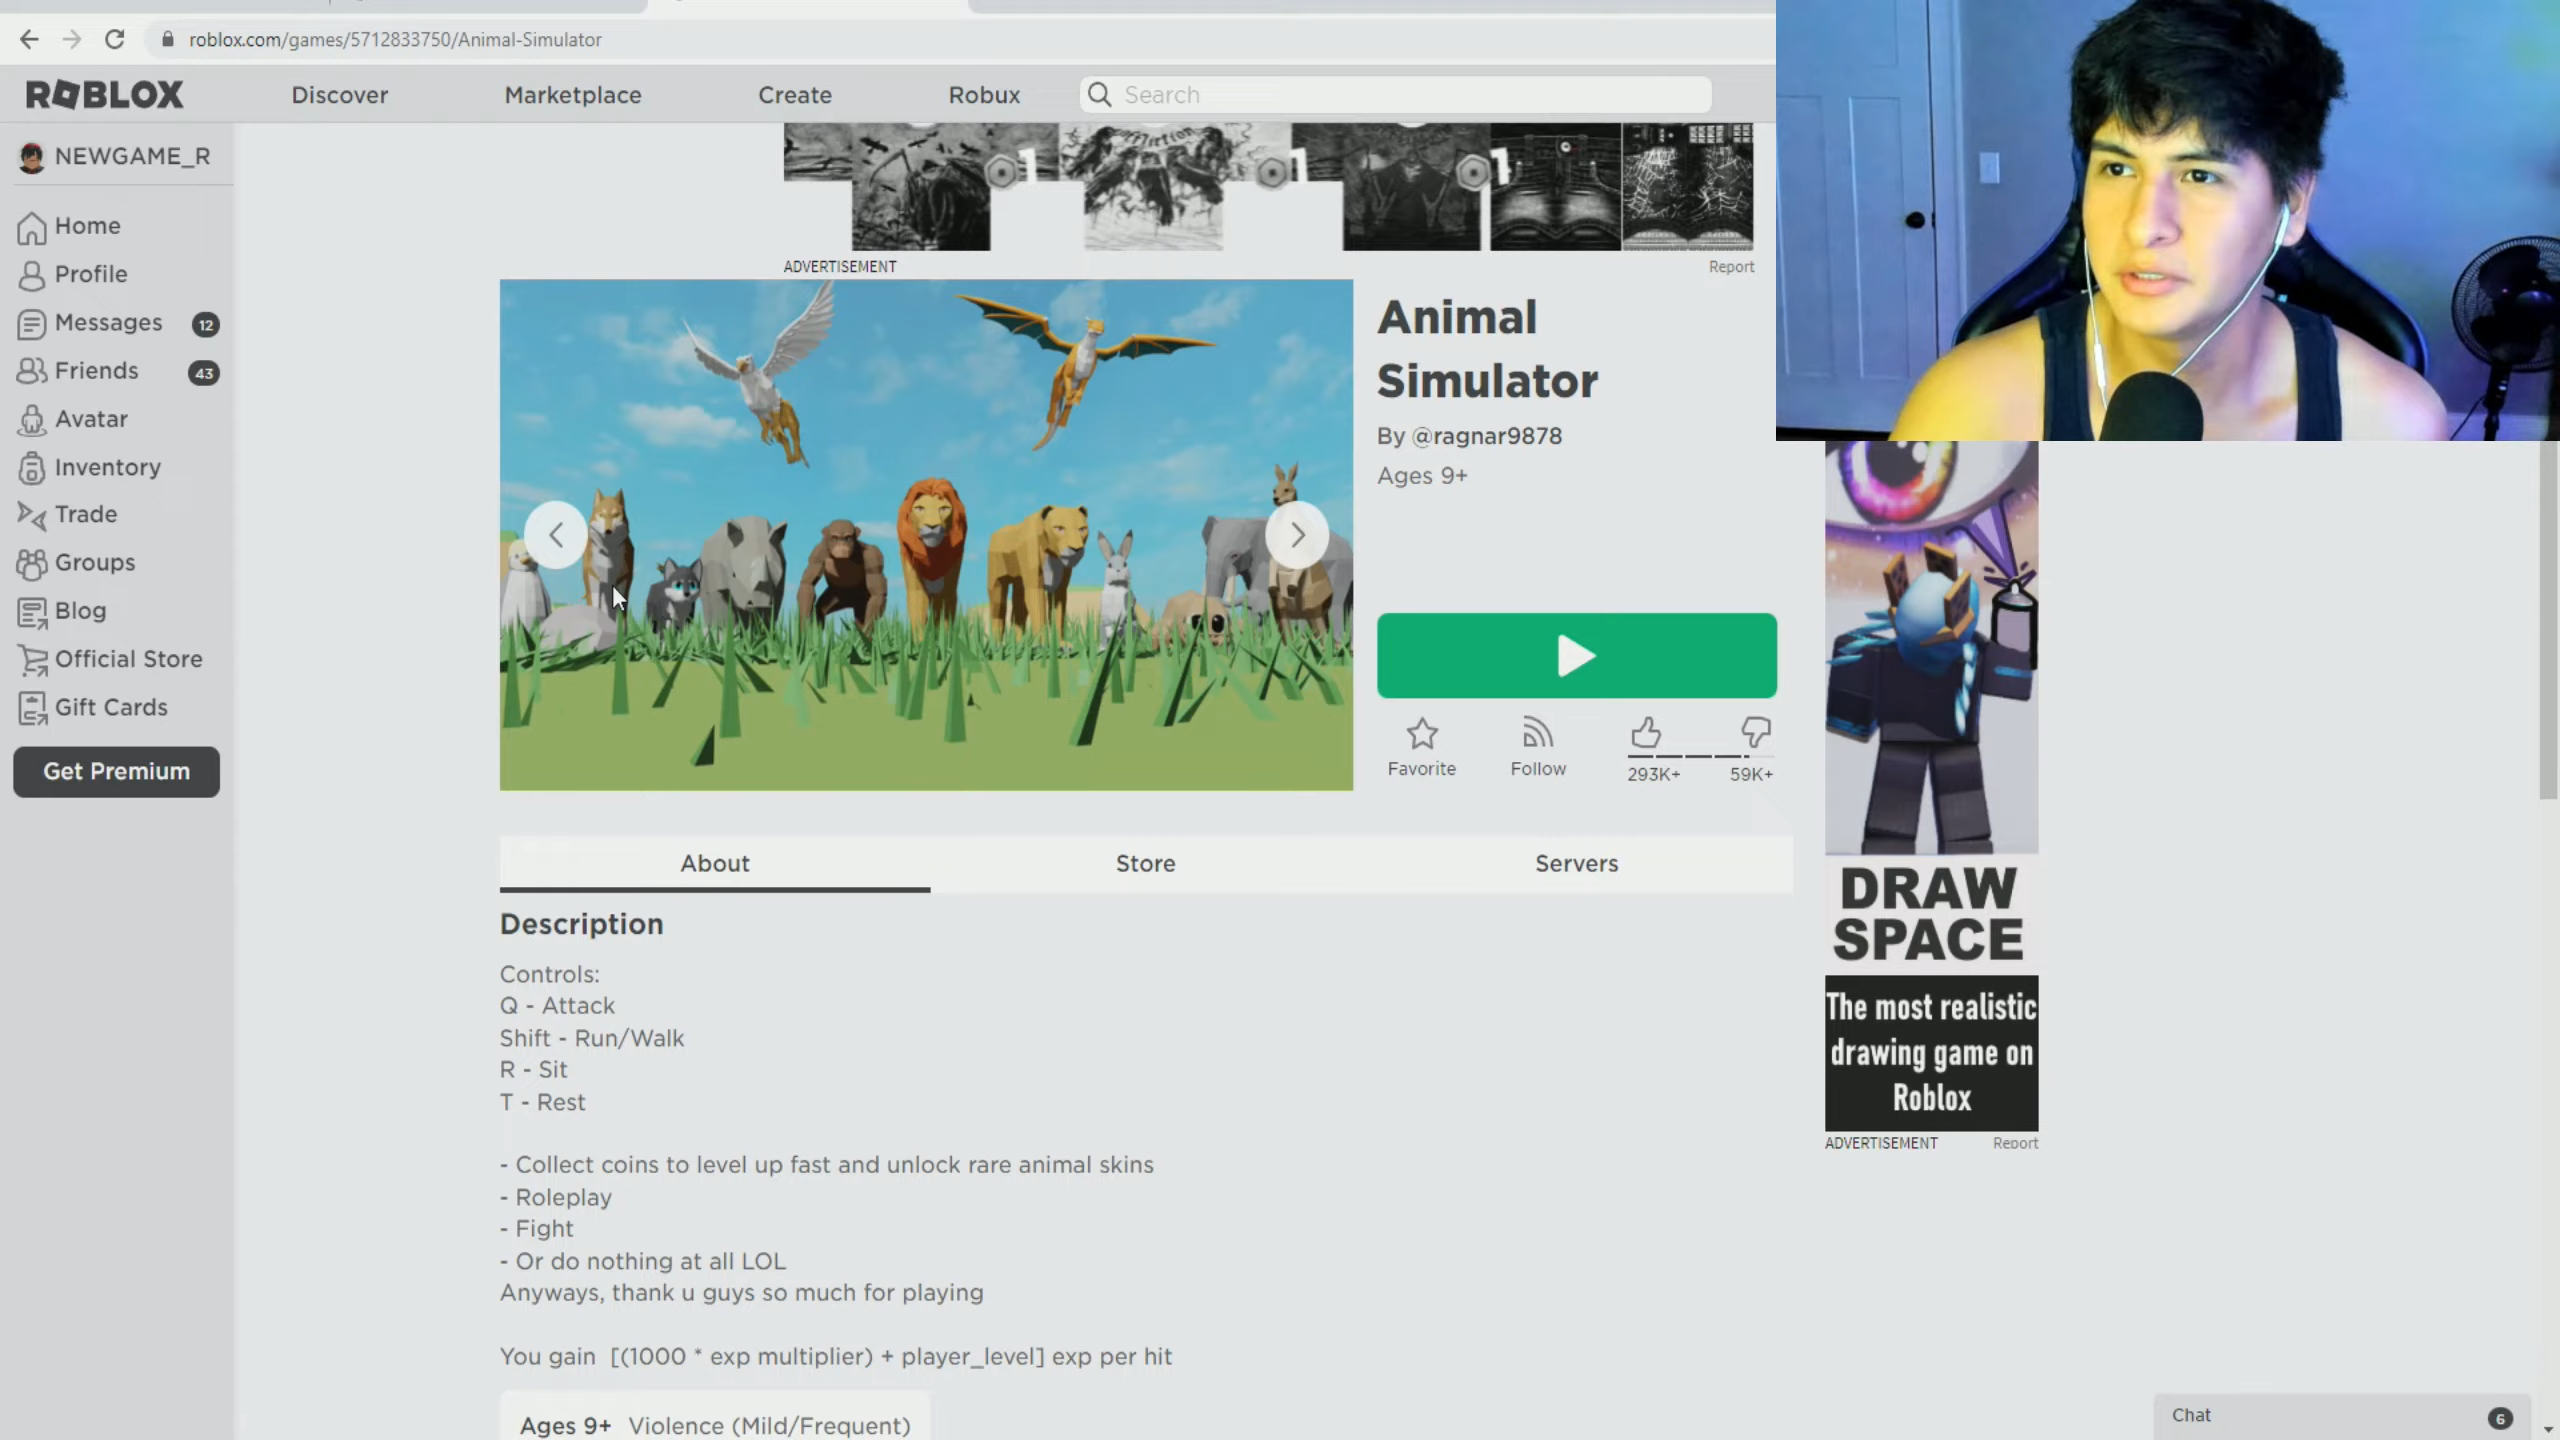 roblox.com/games/5712833750/Animal-Simulator
ROBLOX
Discover
Marketplace
Create
Robux
Search
NEWGAME_R
Home
Profile
Messages 12
Friends 43
Avatar
Inventory
Trade
Groups
Blog
Official Store
Gift Cards
Get Premium
1
1
1
ADVERTISEMENT
Report
Animal
Simulator
By @ragnar9878
Ages 9+
Favorite
Follow
293K+
59K+
About
Store
Servers
Description
Controls:
Q - Attack
Shift - Run/Walk
R - Sit
T - Rest
- Collect coins to level up fast and unlock rare animal skins
- Roleplay
- Fight
- Or do nothing at all LOL
Anyways, thank u guys so much for playing
You gain [(1000 * exp multiplier) + player_level] exp per hit
Ages 9+ Violence (Mild/Frequent)
DRAW
SPACE
The most realistic
drawing game on
Roblox
ADVERTISEMENT
Report
Chat 6